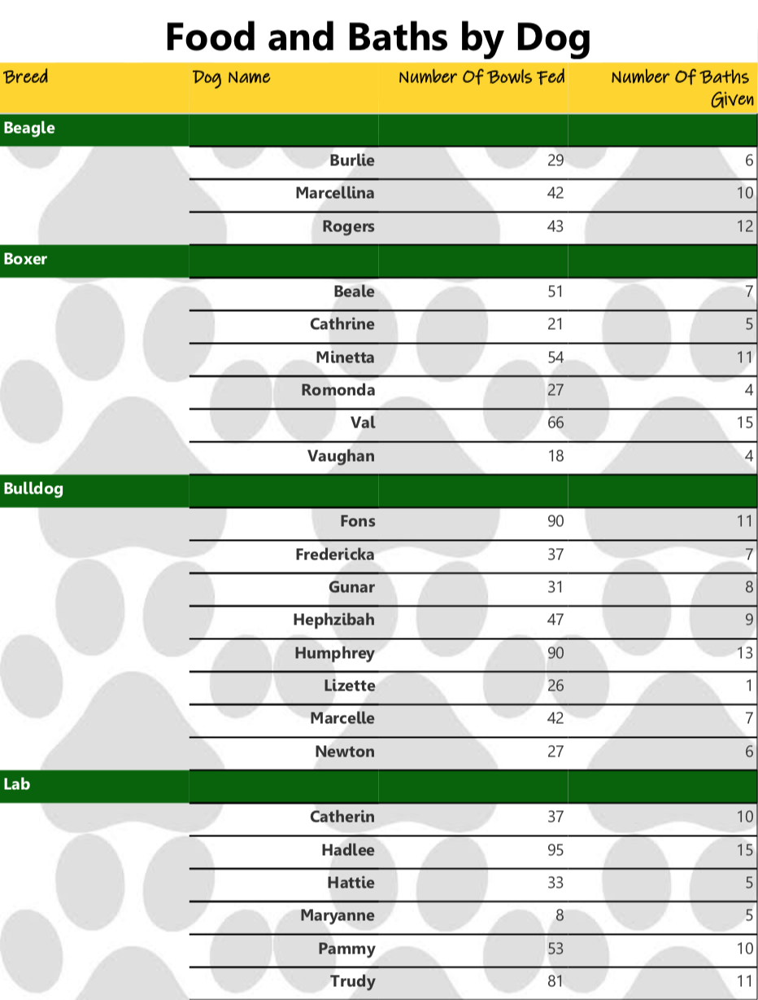 Food and Baths by Dog
Breed Dog Name Number Of Bowls Fed Number Of Baths
Given
Beagle
Burlie 29 6
Marcellina 42 10
Rogers 43 12
Boxer
Beale 51 7
Cathrine 21 5
Minetta 54 11
Romonda 27 4
Val 66 15
Vaughan 18 4
Bulldog
Fons 90 11
Fredericka 37 7
Gunar 31 8
Hephzibah 47 9
Humphrey 90 13
Lizette 26 1
Marcelle 42 7
Newton 27 6
Lab
Catherin 37 10
Hadlee 95 15
Hattie 33 5
Maryanne 8 5
Pammy 53 10
Trudy 81 11